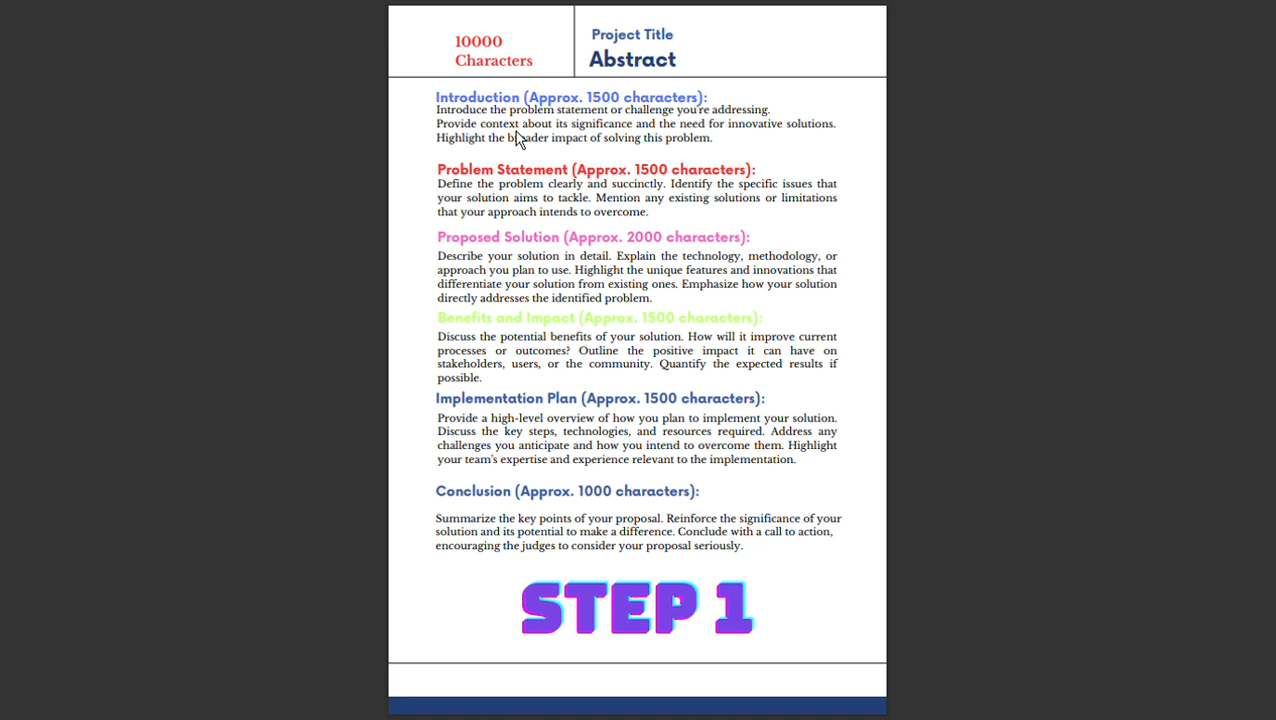 10000
Characters
Project Title
Abstract
Introduction (Approx. 1500 characters):
Introduce the problem statement or challenge you're addressing.
Provide context about its significance and the need for innovative solutions.
Highlight the broader impact of solving this problem.
Problem Statement (Approx. 1500 characters):
Define the problem clearly and succinctly. Identify the specific issues that
your solution aims to tackle. Mention any existing solutions or limitations
that your approach intends to overcome.
Proposed Solution (Approx. 2000 characters):
Describe your solution in detail. Explain the technology, methodology, or
approach you plan to use. Highlight the unique features and innovations that
differentiate your solution from existing ones. Emphasize how your solution
directly addresses the identified problem.
Benefits and Impact (Approx. 1500 characters):
Discuss the potential benefits of your solution. How will it improve current
processes or outcomes? Outline the positive impact it can have on
stakeholders, users, or the community. Quantify the expected results if
possible.
Implementation Plan (Approx. 1500 characters):
Provide a high-level overview of how you plan to implement your solution.
Discuss the key steps, technologies, and resources required. Address any
challenges you anticipate and how you intend to overcome them. Highlight
your team's expertise and experience relevant to the implementation.
Conclusion (Approx. 1000 characters):
Summarize the key points of your proposal. Reinforce the significance of your
solution and its potential to make a difference. Conclude with a call to action,
encouraging the judges to consider your proposal seriously.
STEP 1